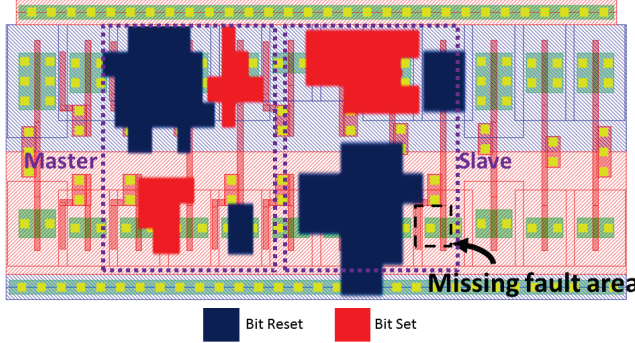 Master
Slave
Missing fault area
Bit Reset
Bit Set